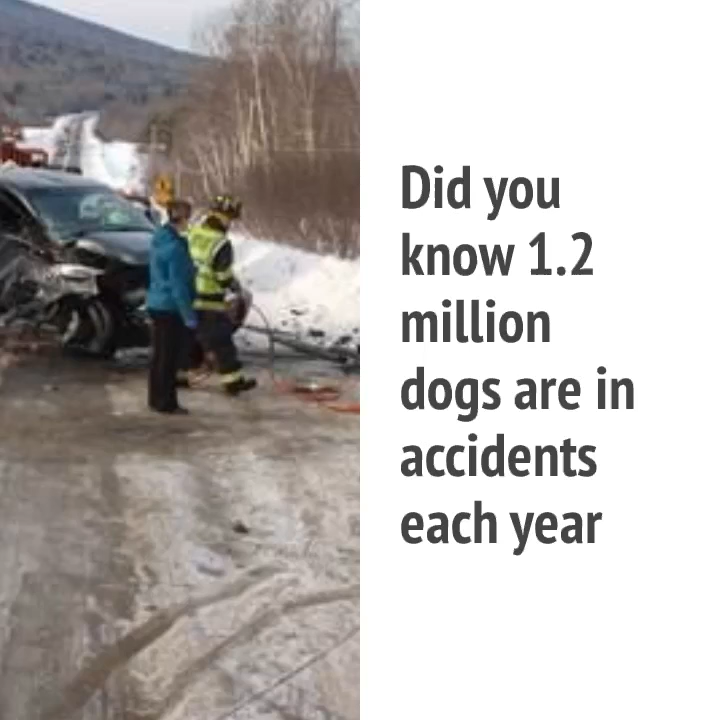 Did you
know 1.2
million
dogs are in
accidents
each year